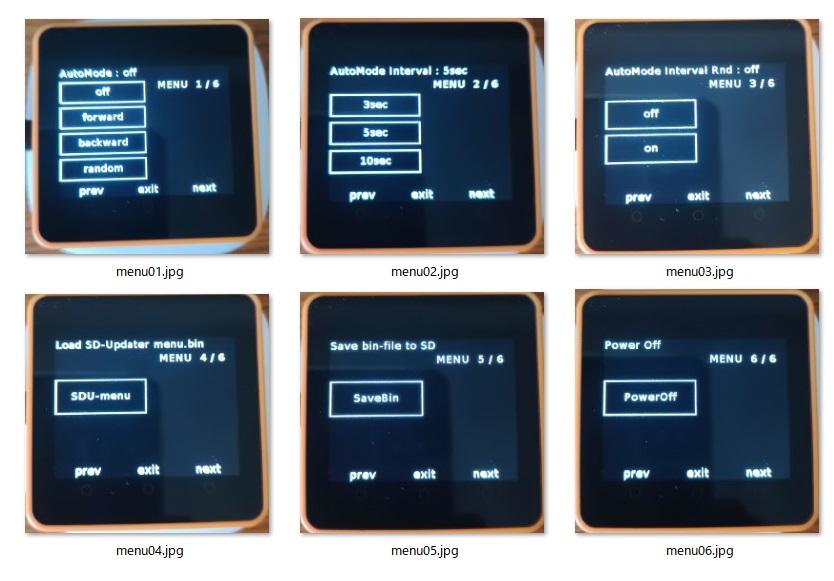 AutoMode : off
MENU 1 / 6
off
forward
backward
random
prev exit next
menu01.jpg
AutoMode Interval : 5sec
MENU 2 / 6
3sec
5sec
10sec
prev exit next
menu02.jpg
AutoMode Interval Rnd : off
MENU 3 / 6
off
on
prev exit next
menu03.jpg
Load SD-Updater menu.bin
MENU 4 / 6
SDU-menu
prev exit next
menu04.jpg
Save bin-file to SD
MENU 5 / 6
SaveBin
prev exit next
menu05.jpg
Power Off
MENU 6 / 6
PowerOff
prev exit next
menu06.jpg